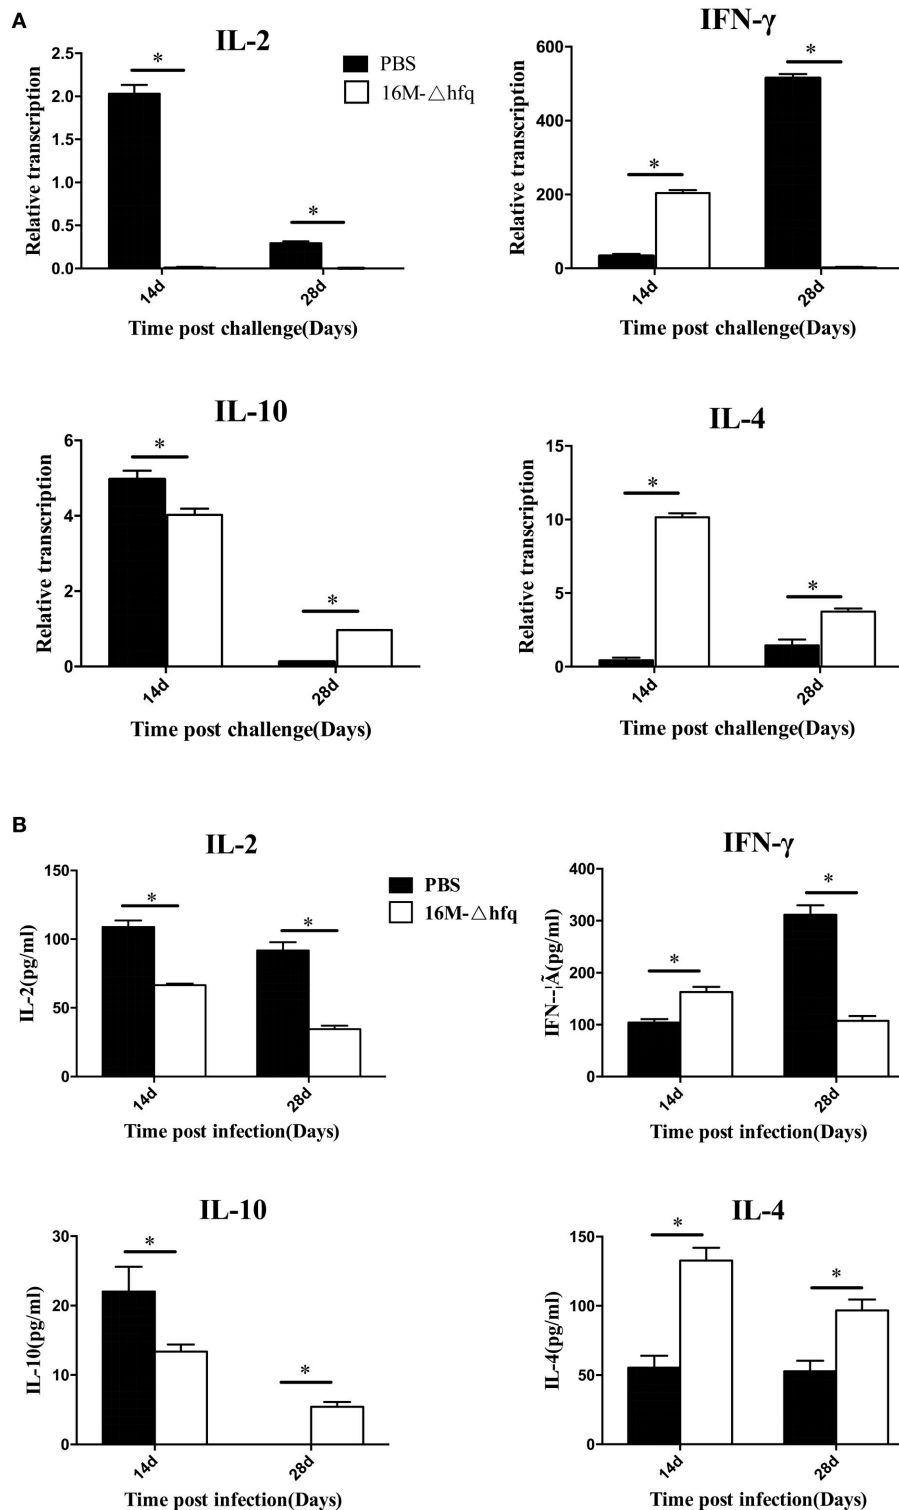 A
IL-2
Relative transcription
2.5
2.0
1.5
1.0
0.5
0.0
*
*
14d
28d
Time post challenge(Days)
PBS
16M-△hfq
IFN-γ
Relative transcription
600
400
200
0
*
*
14d
28d
Time post challenge(Days)
IL-10
Relative transcription
6
4
2
0
*
*
14d
28d
Time post challenge(Days)
IL-4
Relative transcription
15
10
5
0
*
*
14d
28d
Time post challenge(Days)
B
IL-2
IL-2(pg/ml)
150
100
50
0
*
*
14d
28d
Time post infection(Days)
PBS
16M-△hfq
IFN-γ
IFN--¦Ã(pg/ml)
400
300
200
100
0
*
*
14d
28d
Time post infection(Days)
IL-10
IL-10(pg/ml)
30
20
10
0
*
*
14d
28d
Time post infection(Days)
IL-4
IL-4(pg/ml)
150
100
50
0
*
*
14d
28d
Time post infection(Days)